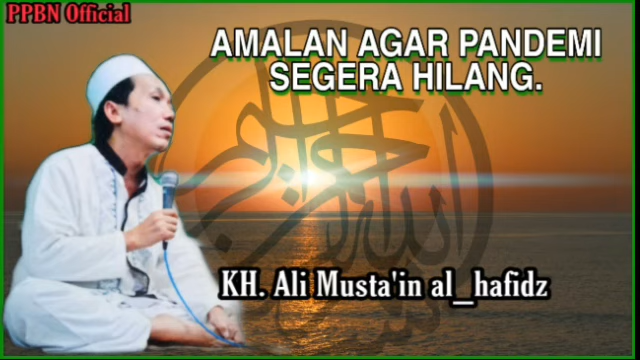 PPBN Official
AMALAN AGAR PANDEMI
SEGERA HILANG.
KH. Ali Musta'in al_hafidz